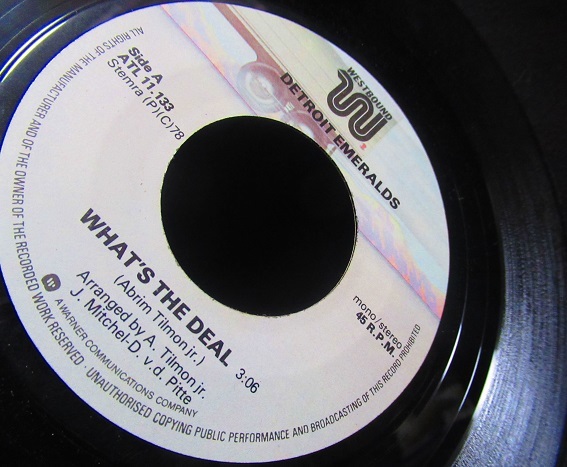 WESTBOUND
DETROIT EMERALDS
Side A
ATL 11.133
Stemra (P)(C)78
mono/stereo
45 R.P.M.
WHAT'S THE DEAL 3:06
(Abrim Tilmon jr.)
Arranged by A. Tilmon jr.
J. Mitchel-D. v.d. Pitte
A WARNER COMMUNICATIONS COMPANY
ALL RIGHTS OF THE MANUFACTURER AND OF THE OWNER OF THE RECORDED WORK RESERVED · UNAUTHORISED COPYING PUBLIC PERFORMANCE AND BROADCASTING OF THIS RECORD PROHIBITED